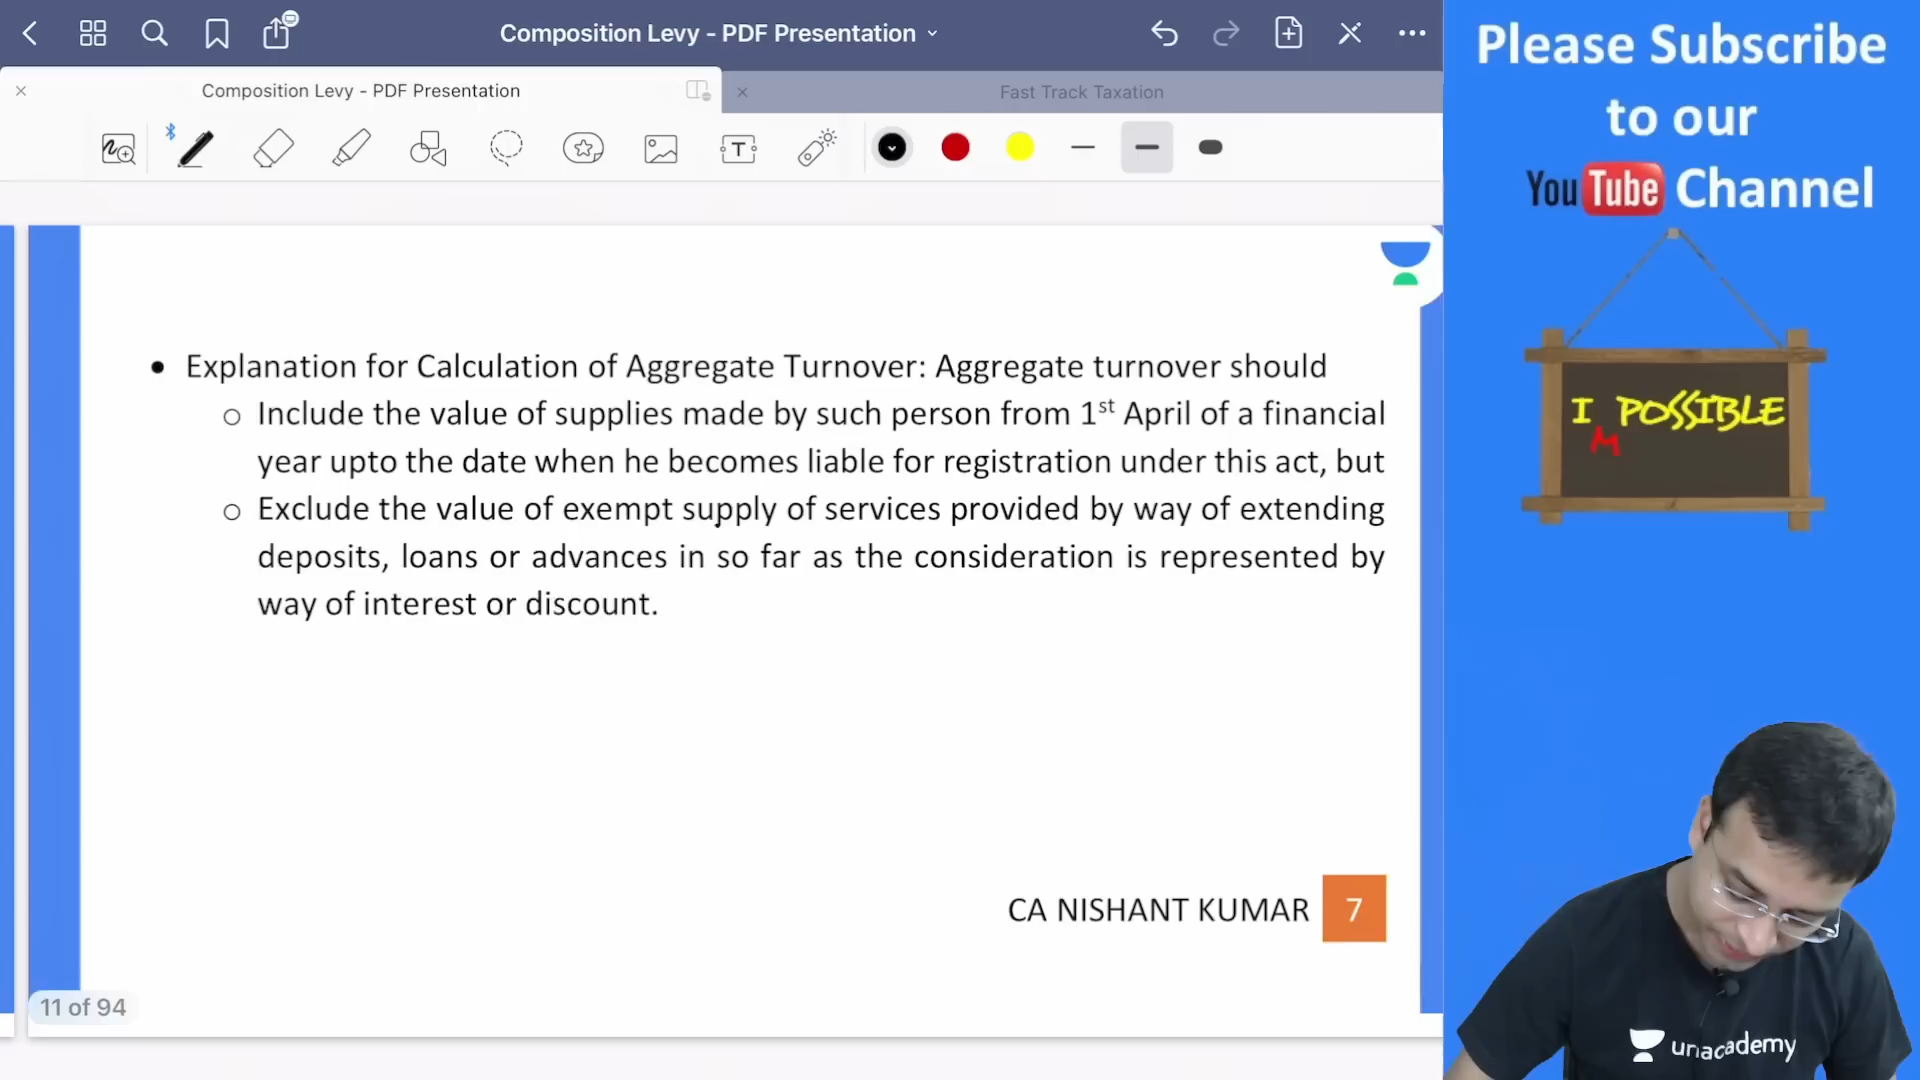 Composition Levy - PDF Presentation
Composition Levy - PDF Presentation
Fast Track Taxation
T
• Explanation for Calculation of Aggregate Turnover: Aggregate turnover should
o Include the value of supplies made by such person from 1st April of a financial
year upto the date when he becomes liable for registration under this act, but
o Exclude the value of exempt supply of services provided by way of extending
deposits, loans or advances in so far as the consideration is represented by
way of interest or discount.
CA NISHANT KUMAR 7
11 of 94
Please Subscribe
to our
YouTube Channel
I POSSIBLE
M
unacademy